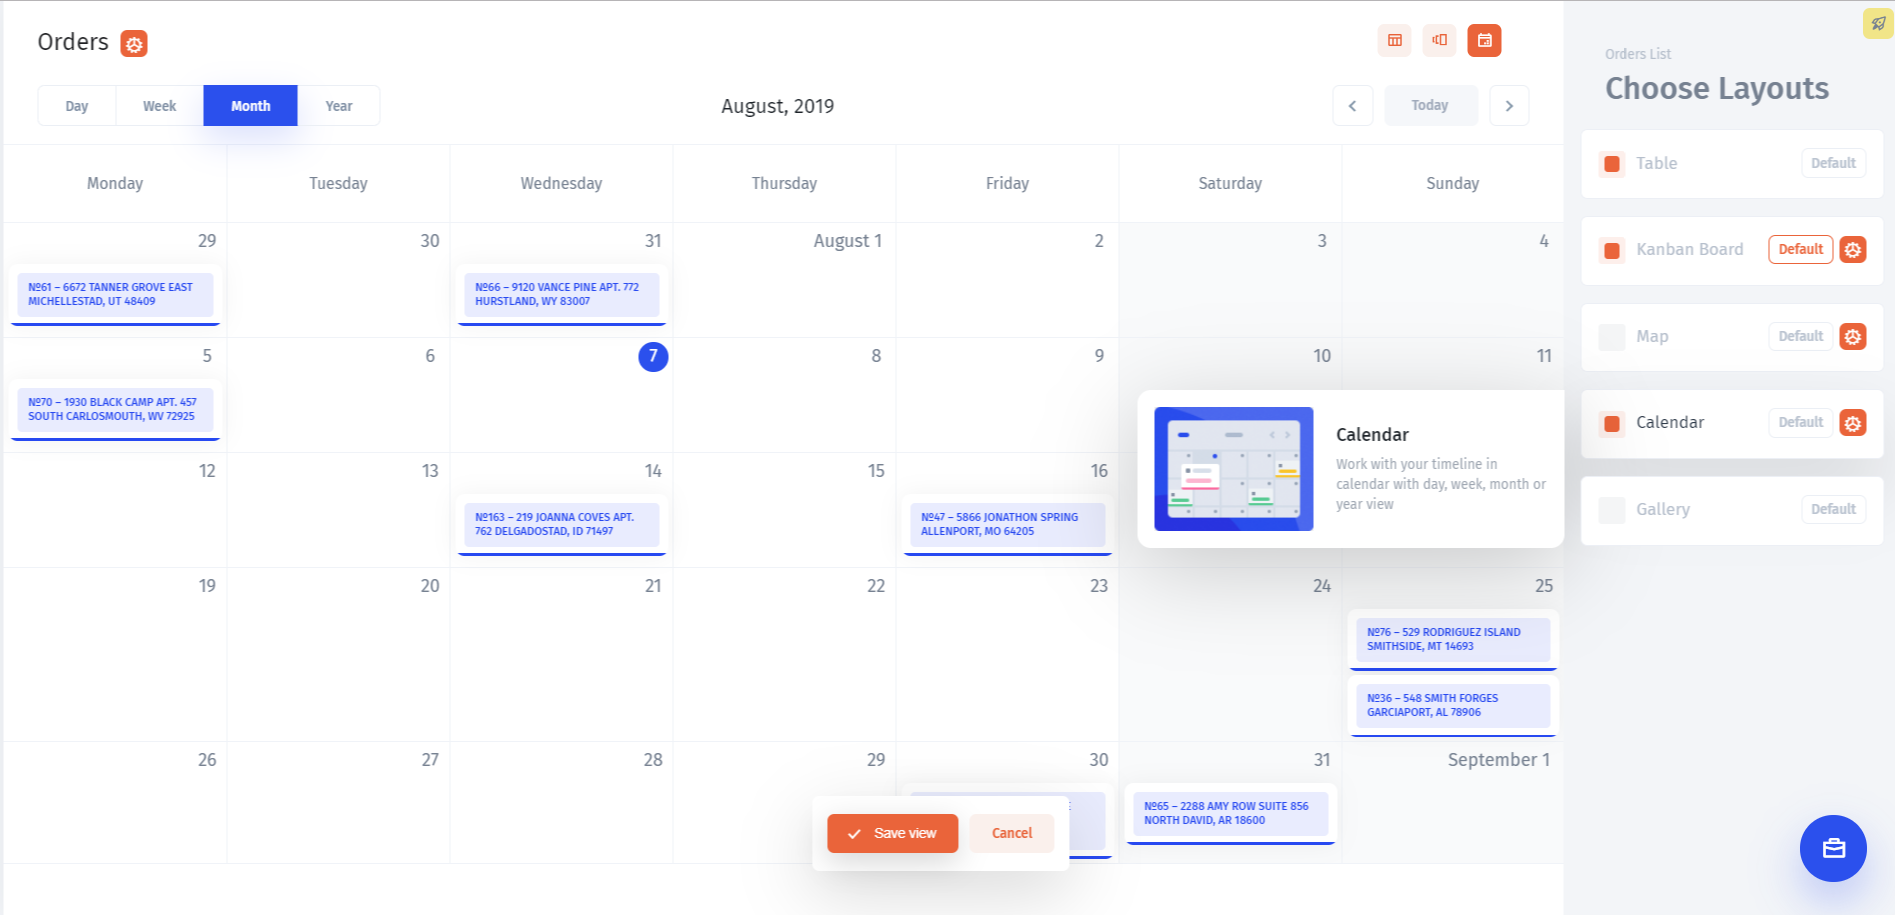 Orders
Day
Week
Month
Year
August, 2019
Today
Monday
Tuesday
Wednesday
Thursday
Friday
Saturday
Sunday
29
30
31
August 1
2
3
4
№61 – 6672 TANNER GROVE EAST
MICHELLESTAD, UT 48409
№66 – 9120 VANCE PINE APT. 772
HURSTLAND, WY 83007
5
6
7
8
9
10
11
№70 – 1930 BLACK CAMP APT. 457
SOUTH CARLOSMOUTH, WV 72925
12
13
14
15
16
№163 – 219 JOANNA COVES APT.
762 DELGADOSTAD, ID 71497
№47 – 5866 JONATHON SPRING
ALLENPORT, MO 64205
Calendar
Work with your timeline in
calendar with day, week, month or
year view
19
20
21
22
23
24
25
№76 – 529 RODRIGUEZ ISLAND
SMITHSIDE, MT 14693
№36 – 548 SMITH FORGES
GARCIAPORT, AL 78906
26
27
28
29
30
31
September 1
№65 – 2288 AMY ROW SUITE 856
NORTH DAVID, AR 18600
Save view
Cancel
Orders List
Choose Layouts
Table
Default
Kanban Board
Default
Map
Default
Calendar
Default
Gallery
Default